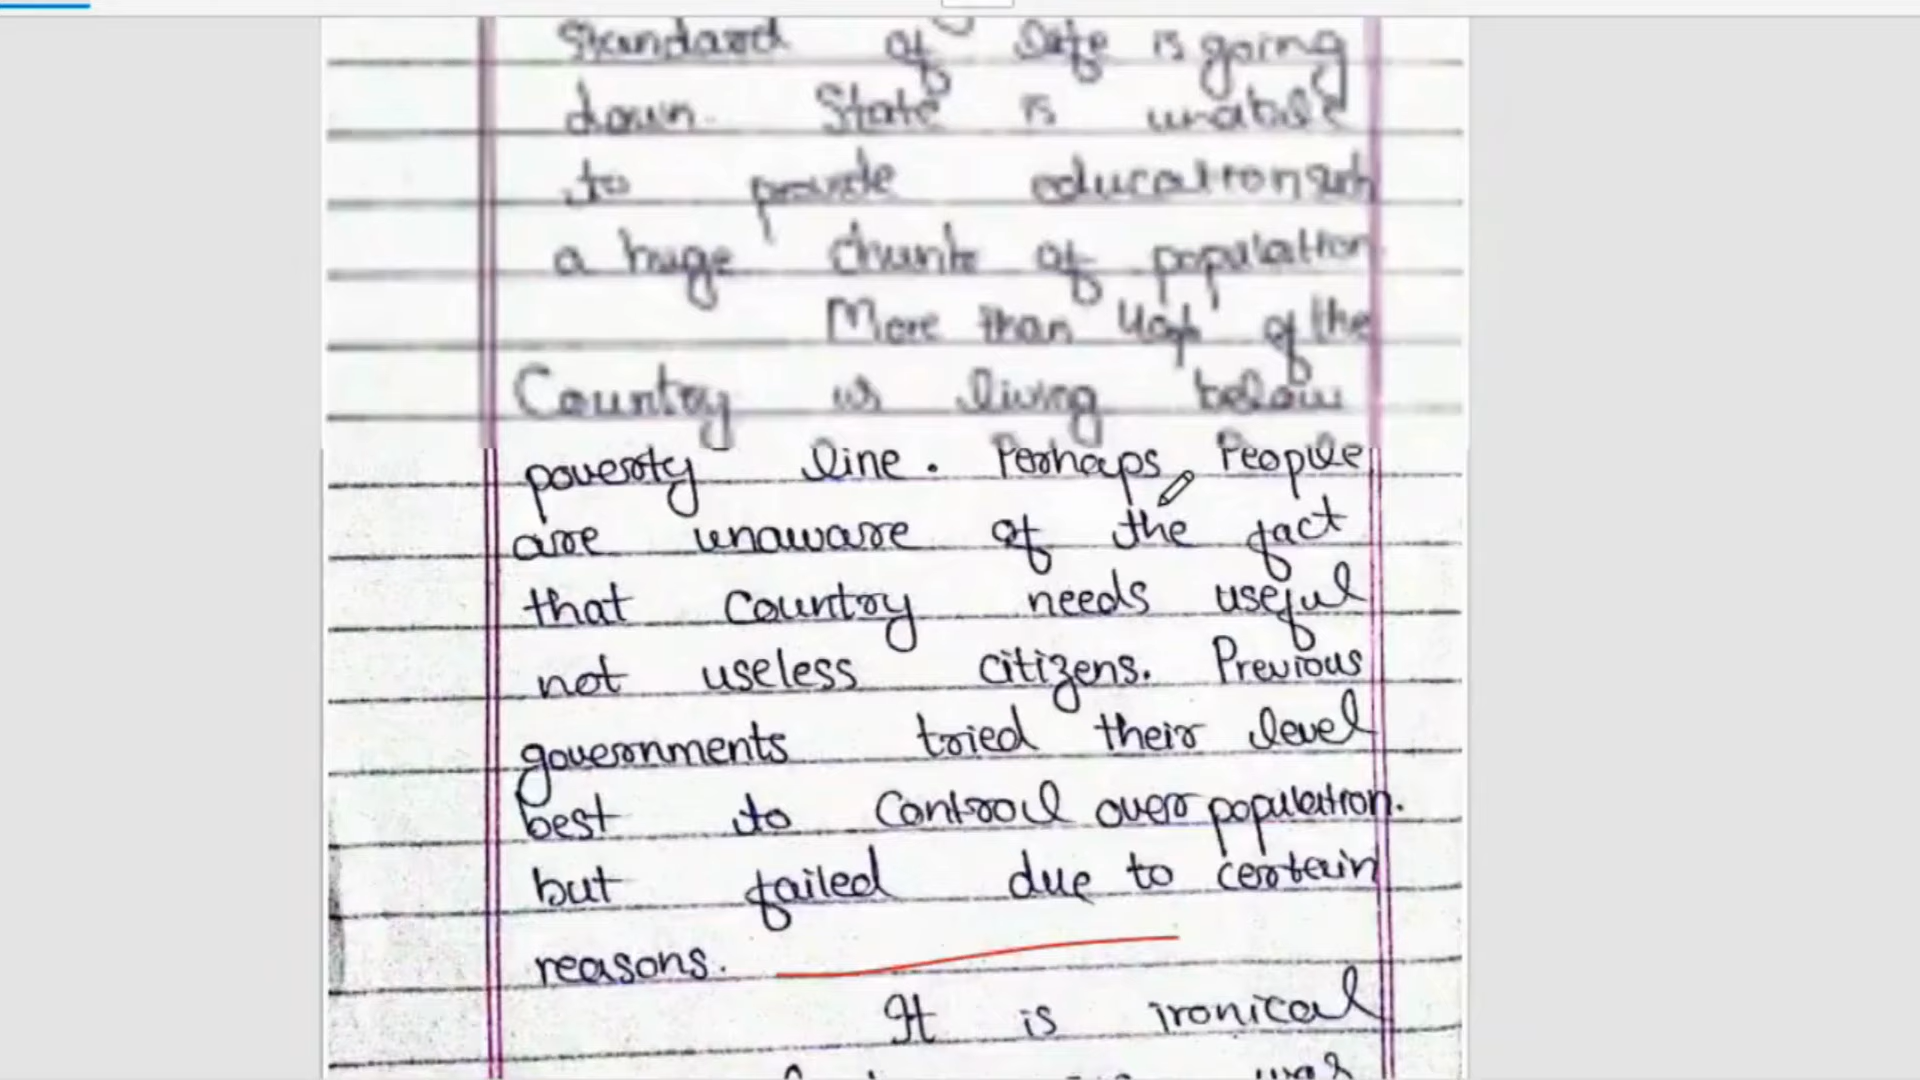 Standard of life is going
down. State is unable
to provide education such
a huge chunk of population
More than of the
Country is living below
poverty line. Perhaps, People
are unaware of the fact
that country needs useful
not useless citizens. Previous
governments tried their level
best to Control over population.
but failed due to certain
reasons.
It is ironical
was